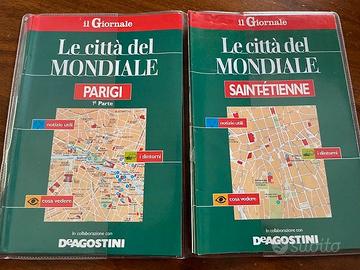 il Giornale
Le città del
MONDIALE
PARIGI
1ª Parte
notizie utili
i dintorni
cosa vedere
In collaborazione con
DeAGOSTINI
il Giornale
Le città del
MONDIALE
SAINT-ETIENNE
notizie utili
i dintorni
cosa vedere
In collaborazione con
DeAGOSTINI
subito